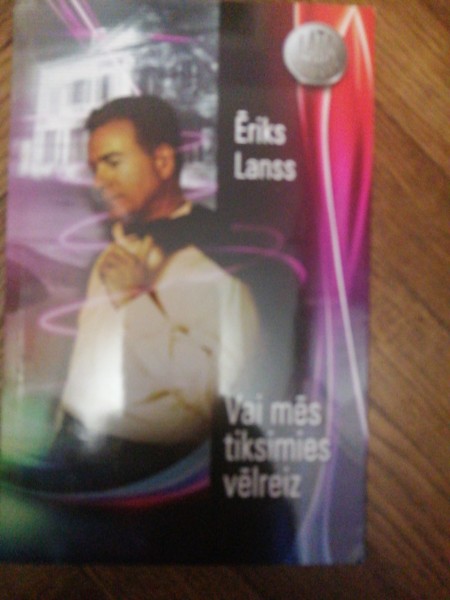 Ēriks
Lanss
Vai mēs
tiksimies
vēlreiz